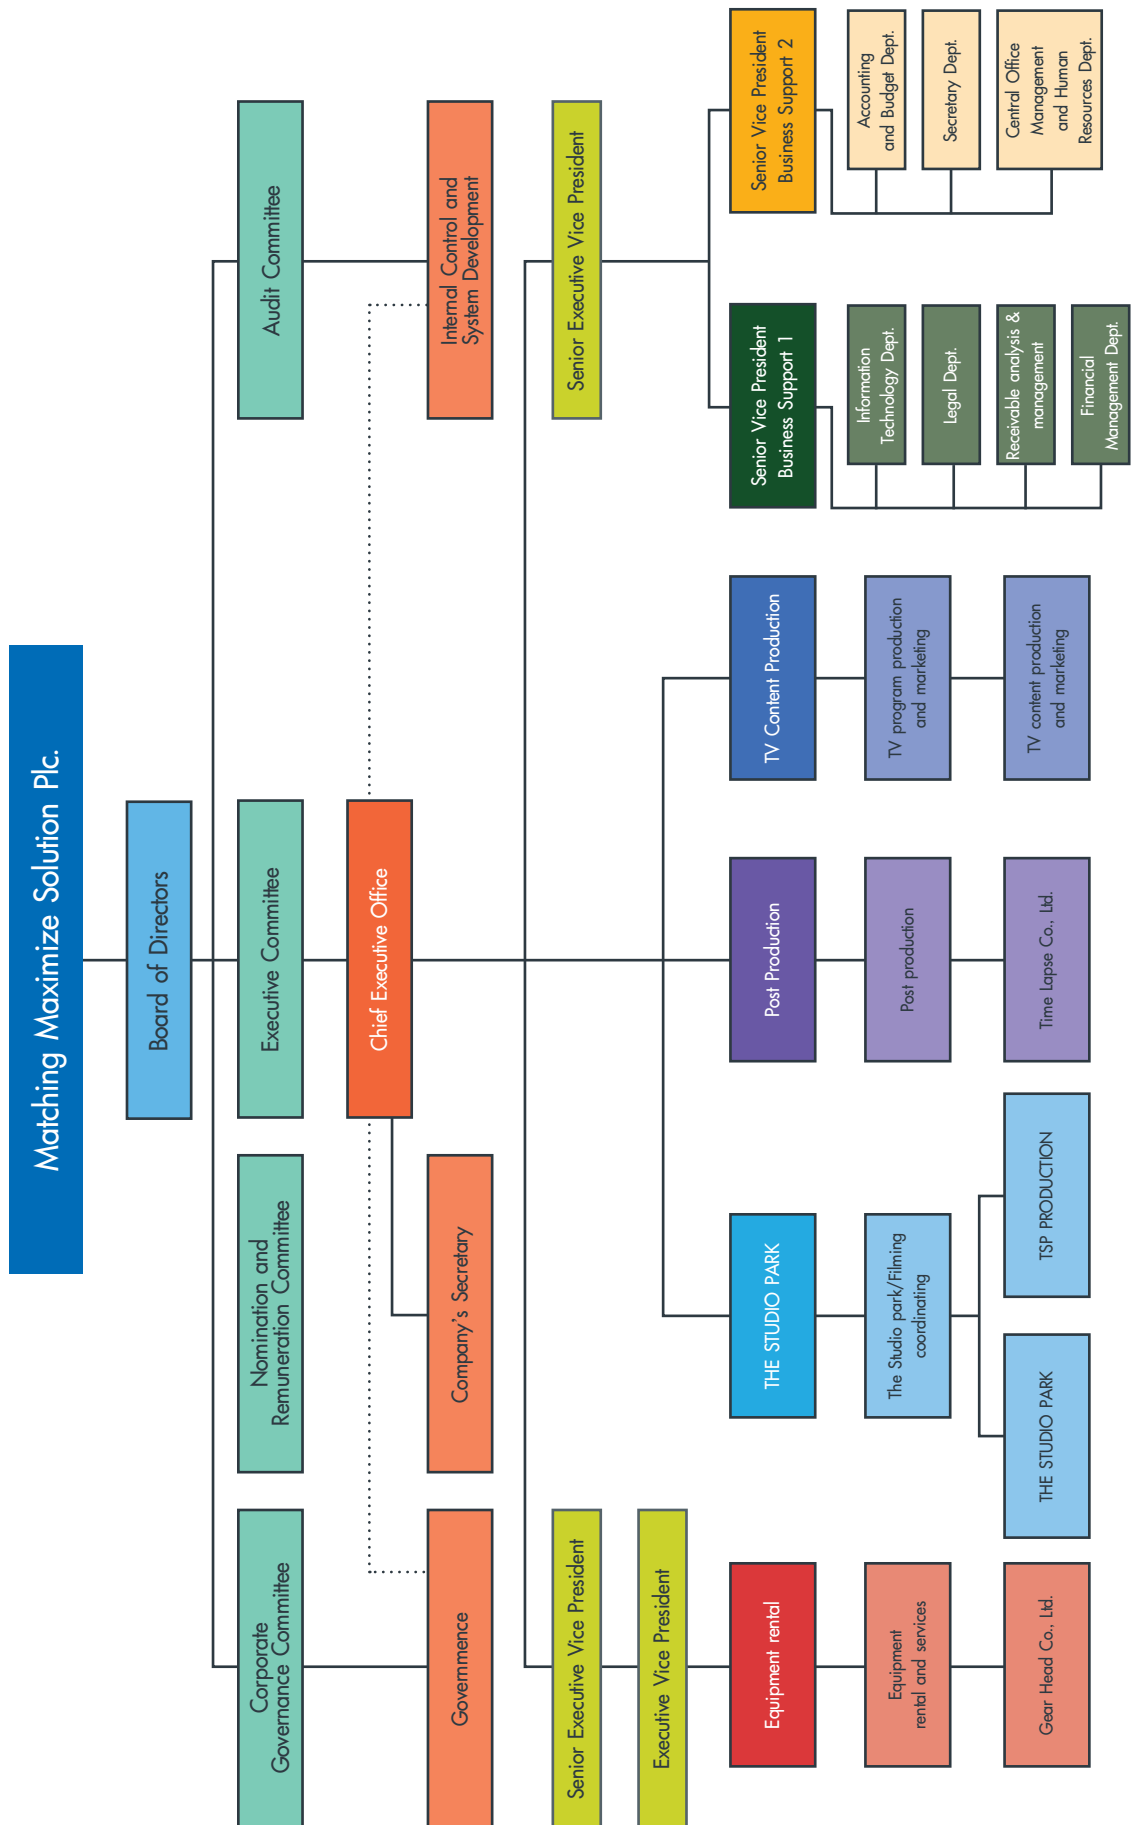 Matching Maximize Solution Plc.
Board of Directors
Corporate
Governance Committee
Nomination and
Remuneration Committee
Executive Committee
Audit Committee
Chief Executive Office
Governmence
Company's Secretary
Internal Control and
System Development
Senior Executive Vice President
Senior Executive Vice President
Executive Vice President
Equipment rental
THE STUDIO PARK
Post Production
TV Content Production
Senior Vice President
Business Support 1
Senior Vice President
Business Support 2
Equipment
rental and services
The Studio park/Filming
coordinating
Post production
TV program production
and marketing
Gear Head Co., Ltd.
THE STUDIO PARK
TSP PRODUCTION
Time Lapse Co., Ltd.
TV content production
and marketing
Information
Technology Dept.
Legal Dept.
Receivable analysis &
management
Financial
Management Dept.
Accounting
and Budget Dept.
Secretary Dept.
Central Office
Management
and Human
Resources Dept.